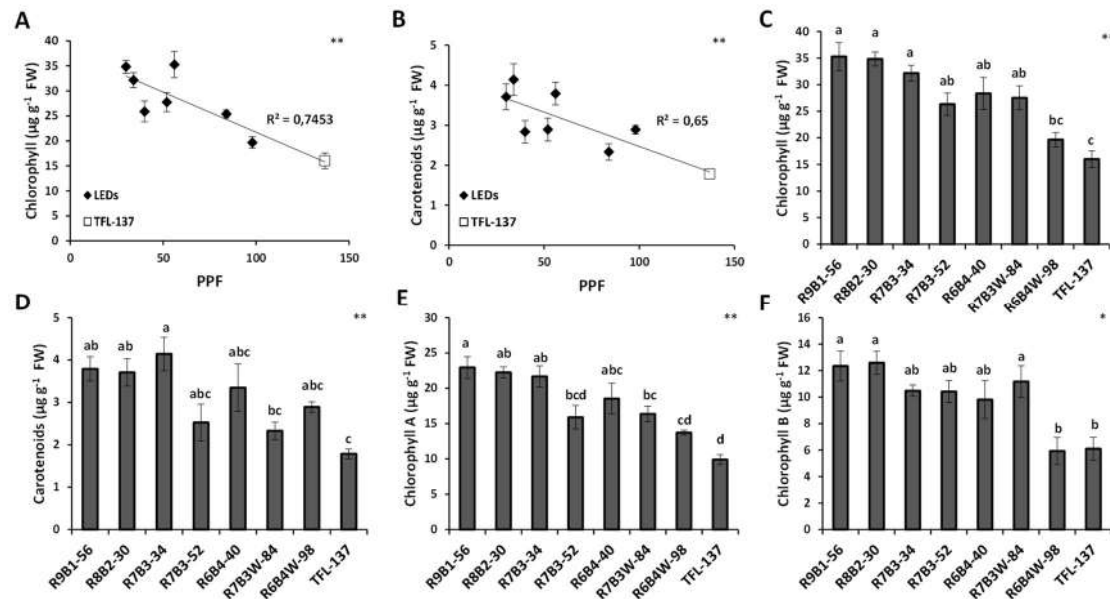 A
**
Chlorophyll (µg g⁻¹ FW)
40
35
30
25
20
15
10
5
0
R² = 0,7453
LEDs
TFL-137
0
50
100
150
PPF
B
**
Carotenoids (µg g⁻¹ FW)
5
4
3
2
1
0
R² = 0,65
LEDs
TFL-137
0
50
100
150
PPF
C
**
Chlorophyll (µg g⁻¹ FW)
40
35
30
25
20
15
10
5
0
a a a ab ab ab bc c
R9B1-56 R8B2-30 R7B3-34 R7B3-52 R6B4-40 R7B3W-84 R6B4W-98 TFL-137
D
**
Carotenoids (µg g⁻¹ FW)
5
4
3
2
1
0
ab ab a abc abc bc abc c
R9B1-56 R8B2-30 R7B3-34 R7B3-52 R6B4-40 R7B3W-84 R6B4W-98 TFL-137
E
**
Chlorophyll A (µg g⁻¹ FW)
30
25
20
15
10
5
0
a ab ab bcd abc bc cd d
R9B1-56 R8B2-30 R7B3-34 R7B3-52 R6B4-40 R7B3W-84 R6B4W-98 TFL-137
F
*
Chlorophyll B (µg g⁻¹ FW)
16
14
12
10
8
6
4
2
0
a a ab ab ab a b b
R9B1-56 R8B2-30 R7B3-34 R7B3-52 R6B4-40 R7B3W-84 R6B4W-98 TFL-137